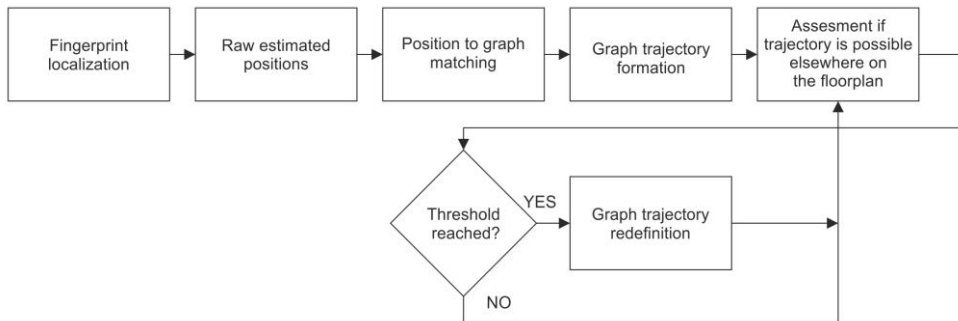 Fingerprint
localization
Raw estimated
positions
Position to graph
matching
Graph trajectory
formation
Assesment if
trajectory is possible
elsewhere on
the floorplan
Threshold
reached?
YES
Graph trajectory
redefinition
NO